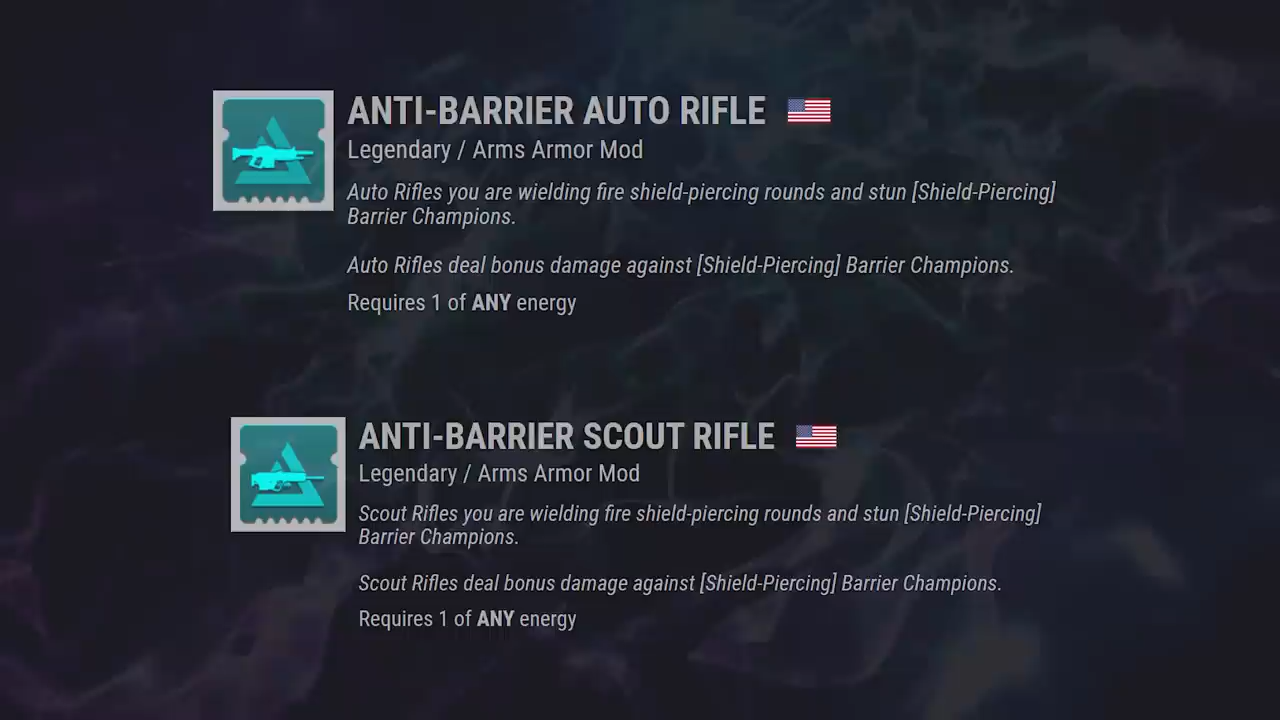 ANTI-BARRIER AUTO RIFLE
Legendary / Arms Armor Mod
Auto Rifles you are wielding fire shield-piercing rounds and stun [Shield-Piercing]
Barrier Champions.
Auto Rifles deal bonus damage against [Shield-Piercing] Barrier Champions.
Requires 1 of ANY energy
ANTI-BARRIER SCOUT RIFLE
Legendary / Arms Armor Mod
Scout Rifles you are wielding fire shield-piercing rounds and stun [Shield-Piercing]
Barrier Champions.
Scout Rifles deal bonus damage against [Shield-Piercing] Barrier Champions.
Requires 1 of ANY energy